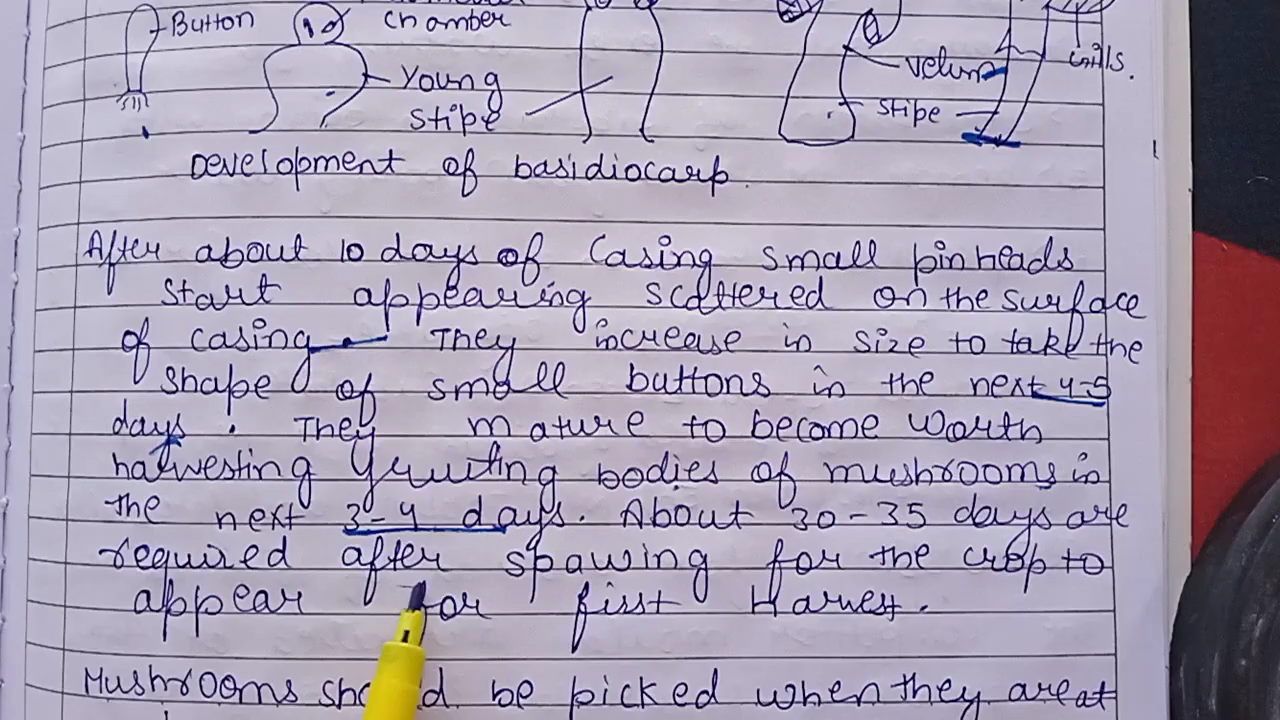 Button
chamber
Young
stipe
velum
stipe
gills.
Development of basidiocarp.
After about 10 days of Casing small pinheads
start appearing scattered on the surface
of casing. They increase in size to take the
shape of small buttons in the next 4-5
days. They mature to become worth
harvesting fruiting bodies of mushrooms in
the next 3-4 days. About 30-35 days are
required after spawing for the crop to
appear for first Harvest.
Mushrooms should be picked when they are at